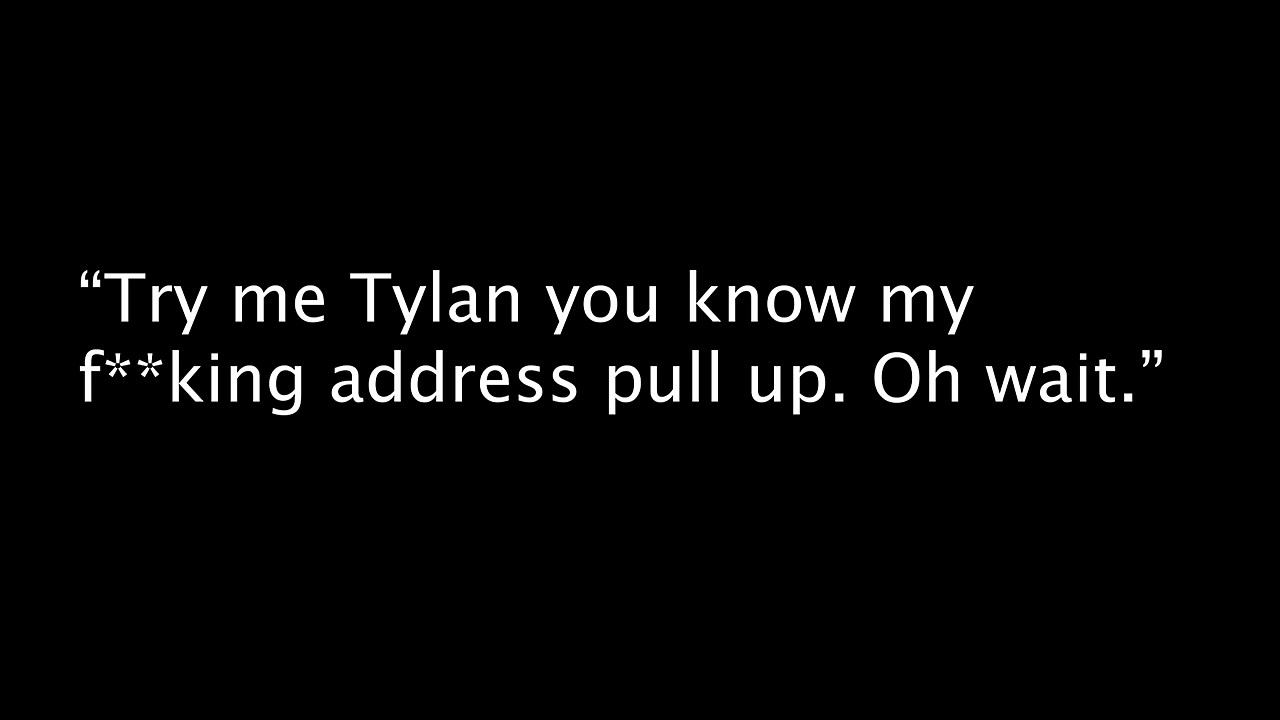 “Try me Tylan you know my
f**king address pull up. Oh wait.”